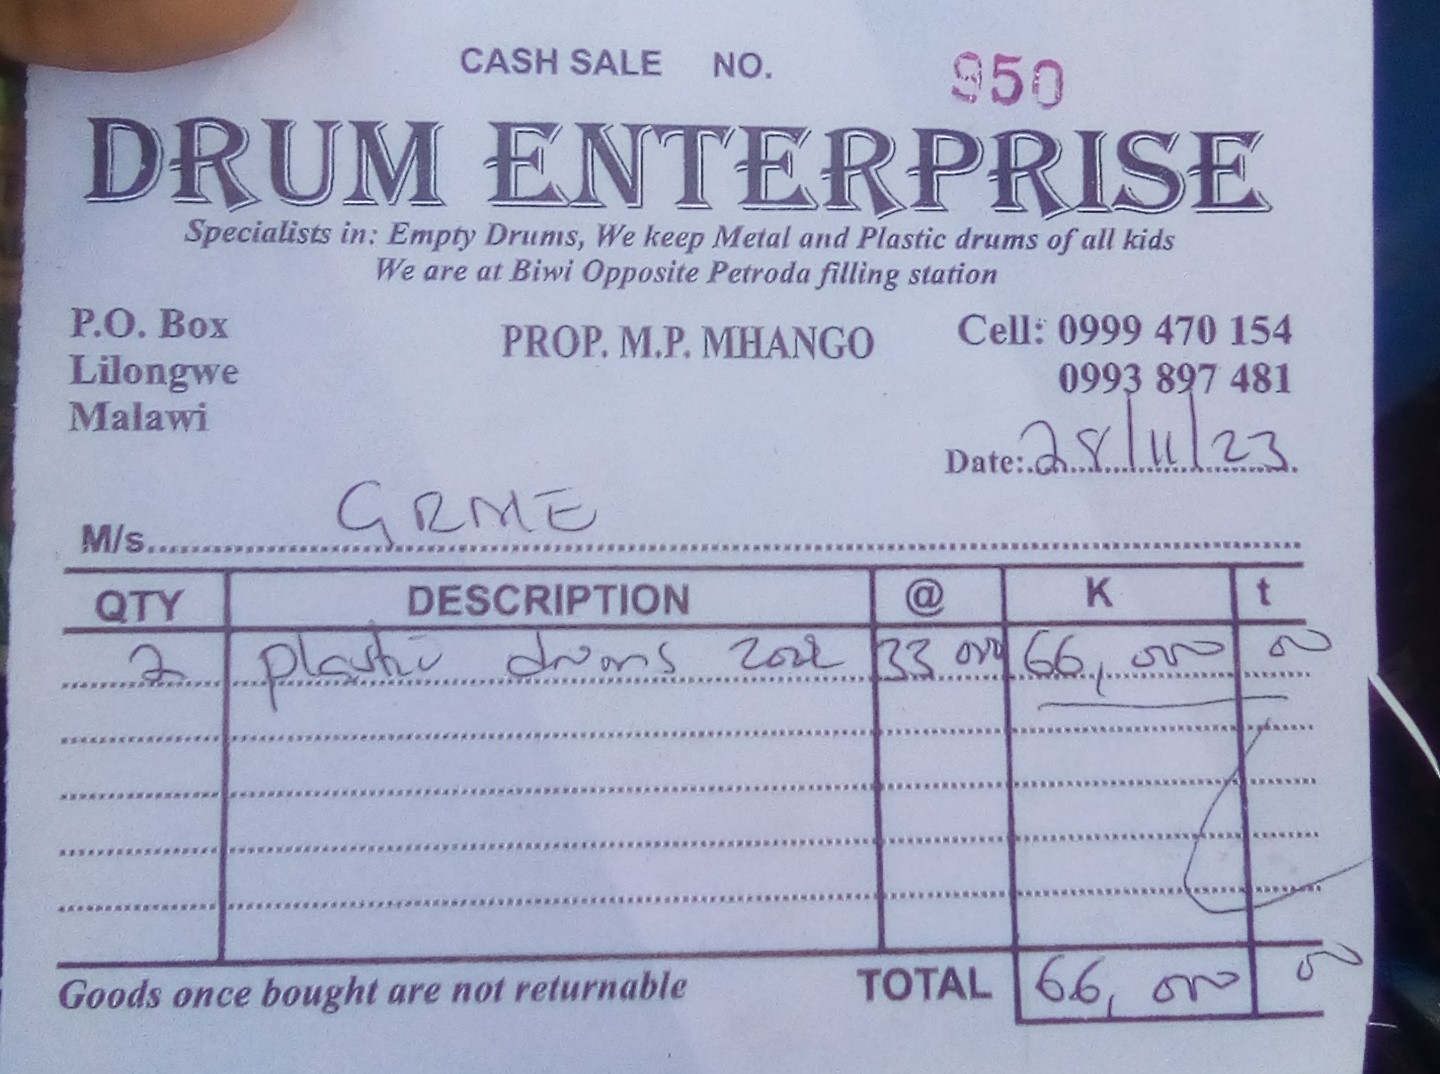 CASH SALE NO. 950
DRUM ENTERPRISE
Specialists in: Empty Drums, We keep Metal and Plastic drums of all kids
We are at Biwi Opposite Petroda filling station
P.O. Box
Lilongwe
Malawi
PROP. M.P. MHANGO
Cell: 0999 470 154
0993 897 481
Date: 28/11/23
M/s GRME
QTY DESCRIPTION @ K t
2 plastic drums 33 000 66,000 00
Goods once bought are not returnable TOTAL 66,000 00